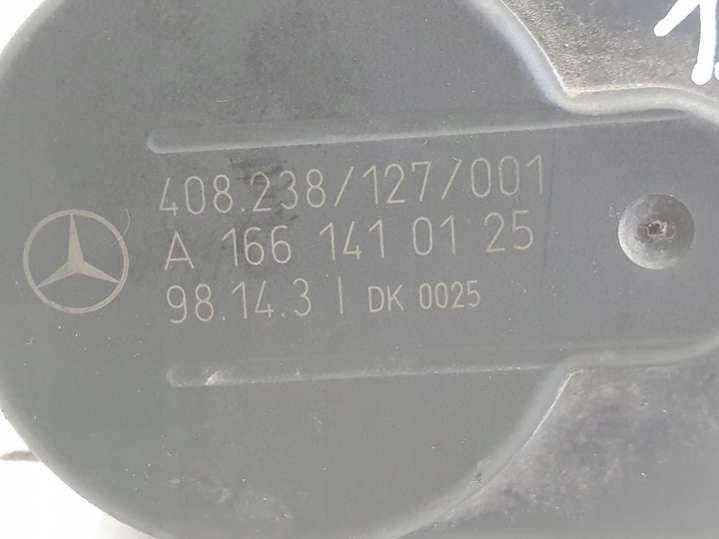 408.238/127/001
A 166 141 01 25
98.14.3 | DK 0025